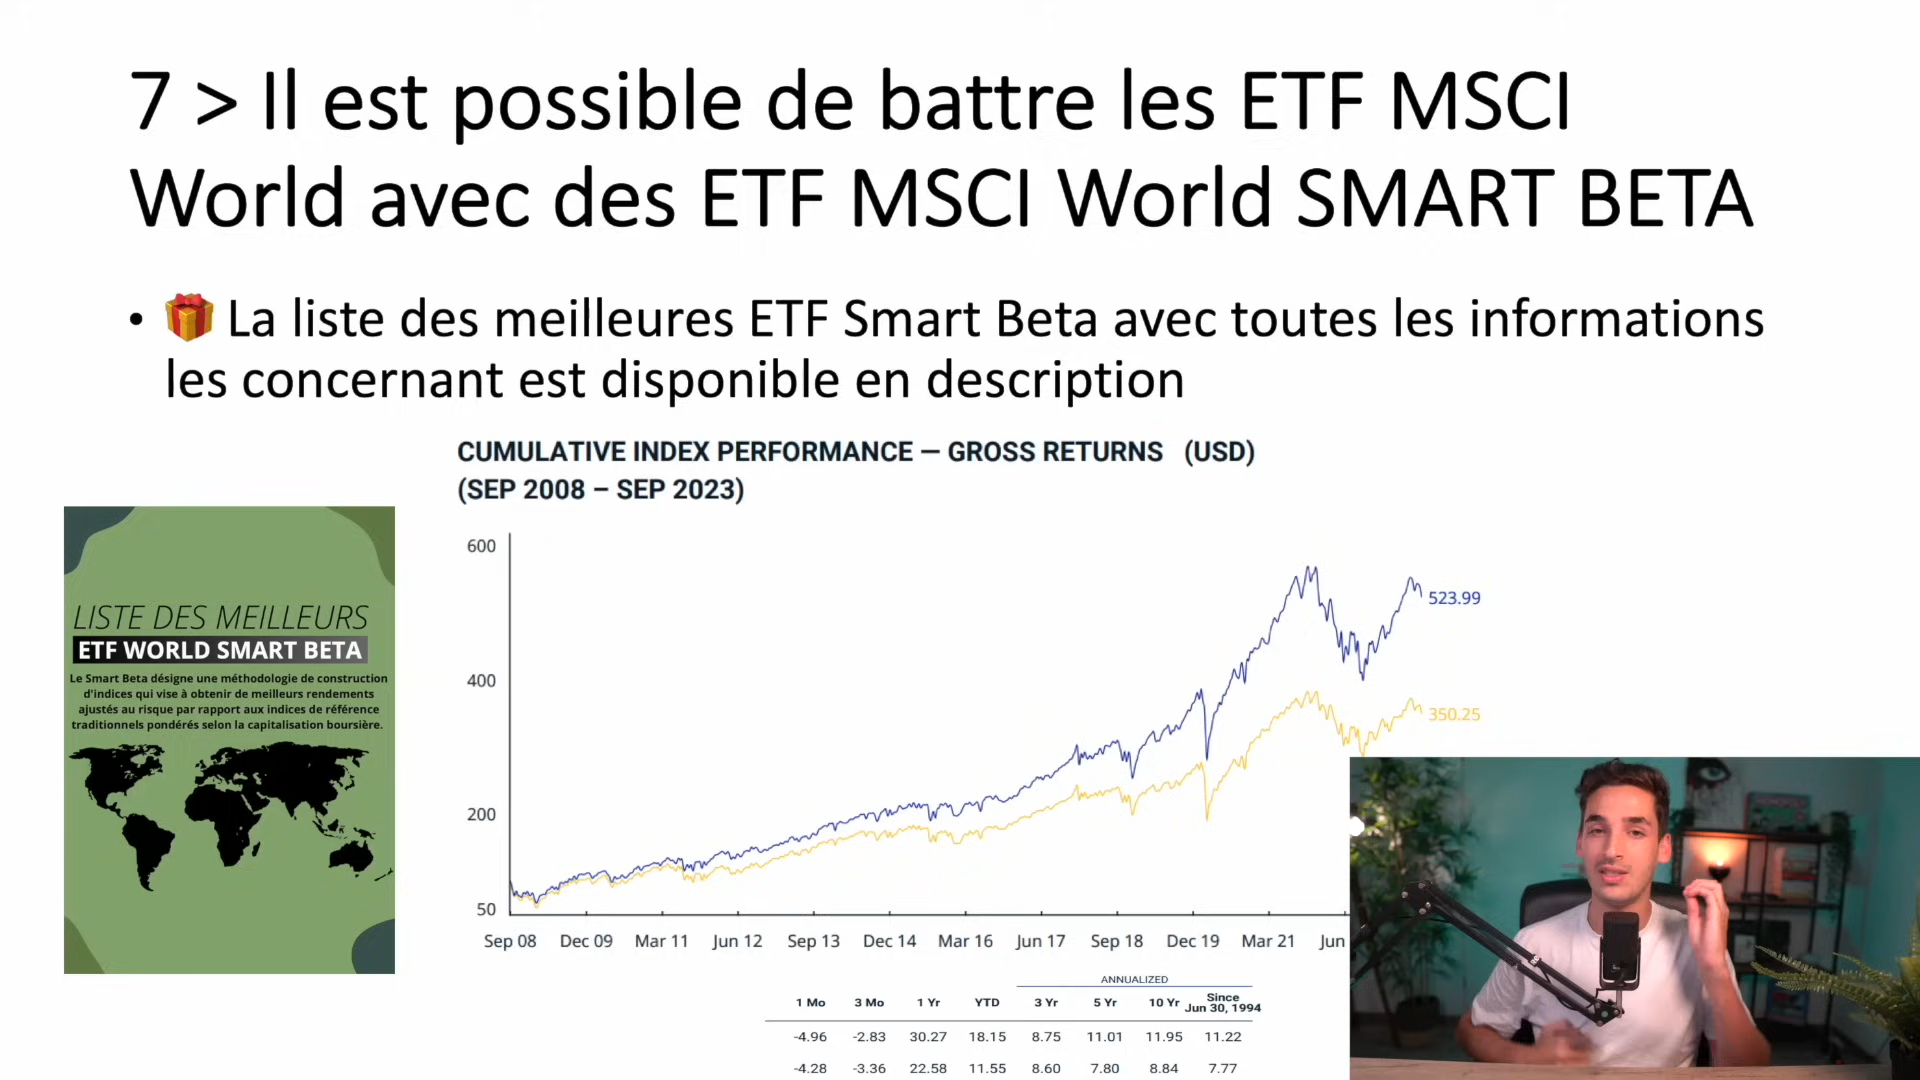 7 > Il est possible de battre les ETF MSCI
World avec des ETF MSCI World SMART BETA
• 🎁 La liste des meilleures ETF Smart Beta avec toutes les informations
les concernant est disponible en description
CUMULATIVE INDEX PERFORMANCE — GROSS RETURNS (USD)
(SEP 2008 – SEP 2023)
LISTE DES MEILLEURS
ETF WORLD SMART BETA
Le Smart Beta désigne une méthodologie de construction
d'indices qui vise à obtenir de meilleurs rendements
ajustés au risque par rapport aux indices de référence
traditionnels pondérés selon la capitalisation boursière.
600
400
200
50
523.99
350.25
Sep 08 Dec 09 Mar 11 Jun 12 Sep 13 Dec 14 Mar 16 Jun 17 Sep 18 Dec 19 Mar 21 Jun
ANNUALIZED
1 Mo 3 Mo 1 Yr YTD 3 Yr 5 Yr 10 Yr Since Jun 30, 1994
-4.96 -2.83 30.27 18.15 8.75 11.01 11.95 11.22
-4.28 -3.36 22.58 11.55 8.60 7.80 8.84 7.77